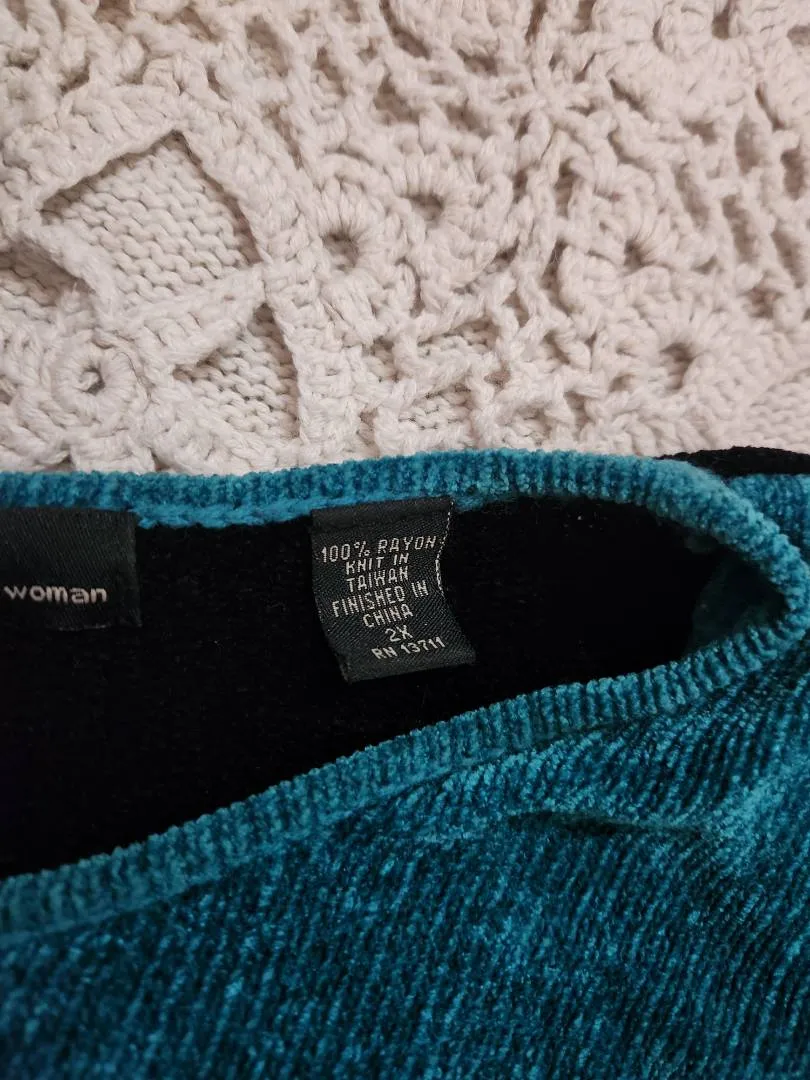 woman
100% RAYON
KNIT IN
TAIWAN
FINISHED IN
CHINA
2X
RN 13711